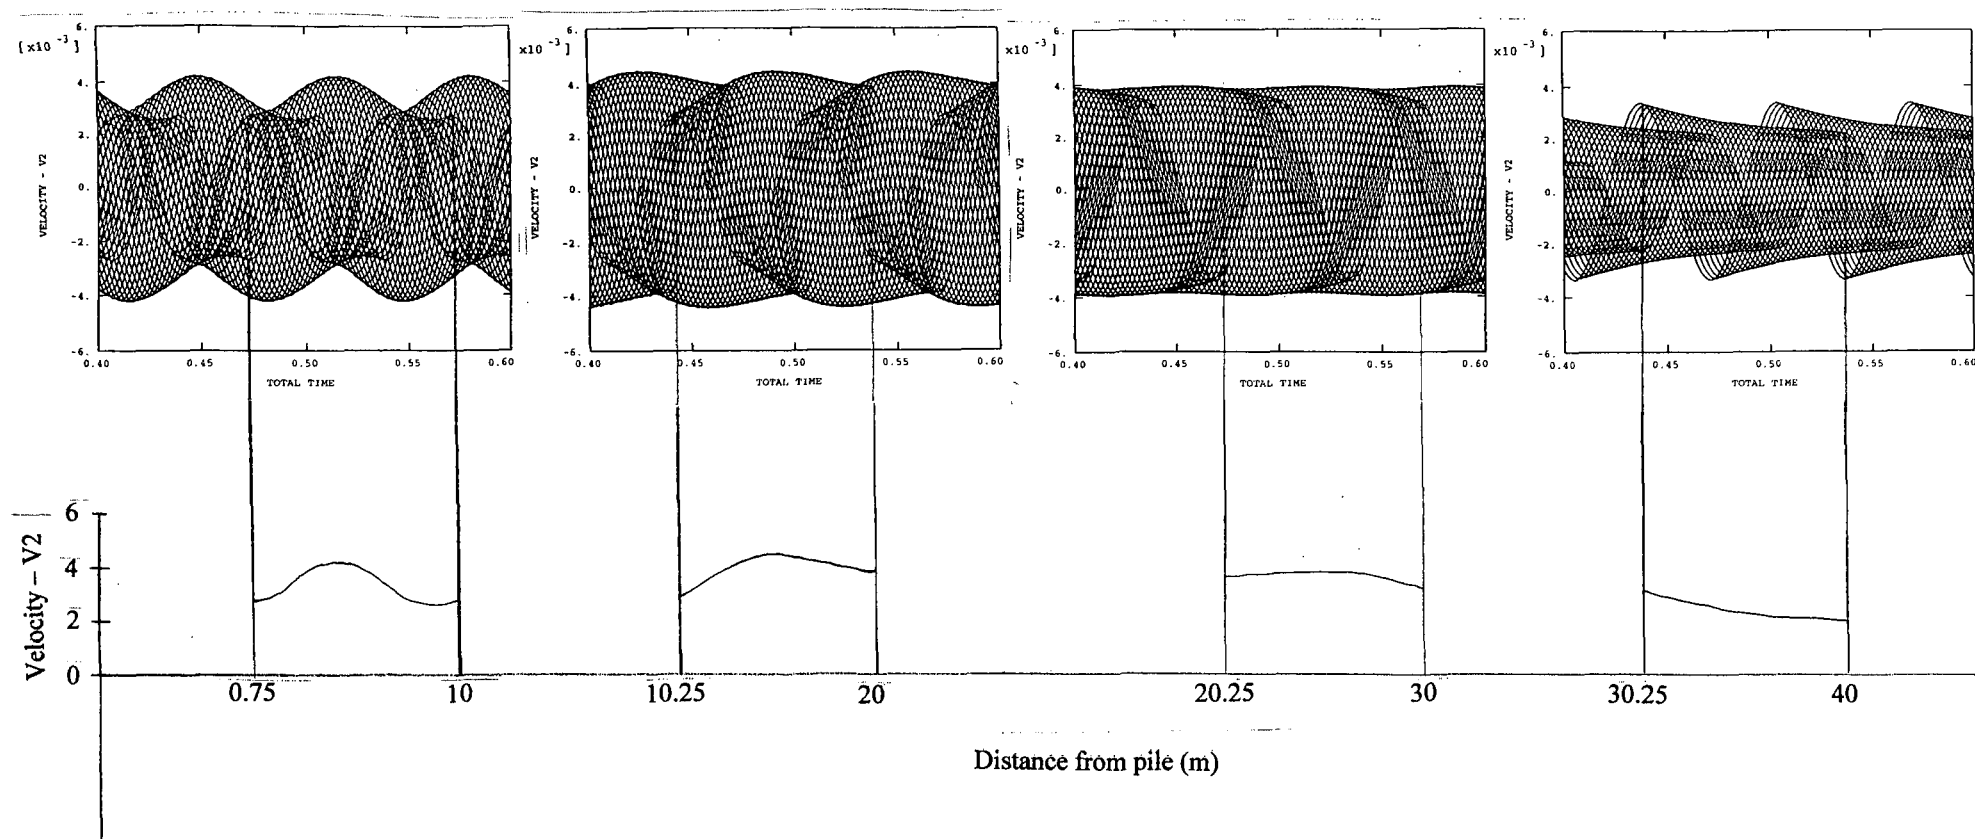 6. 6. 6. 6.
[ x10 -3 ] x10 -3 ] x10 -3 ] x10 -3 ]
4. 4. 4. 4.
2. 2. 2. 2.
VELOCITY - V2 VELOCITY - V2 VELOCITY - V2 VELOCITY - V2
0. 0. 0. 0.
-2. -2. -2. -2.
-4. -4. -4. -4.
-6. -6. -6. -6.
0.40 0.45 0.50 0.55 0.60 0.40 0.50 0.55 0.60 0.40 0.45 0.50 0.55 0.60 0.40 0.45 0.50 0.55 0.60
TOTAL TIME TOTAL TIME TOTAL TIME TOTAL TIME
Velocity – V2
6
4
2
0
0.75 10 10.25 20 20.25 30 30.25 40
Distance from pile (m)